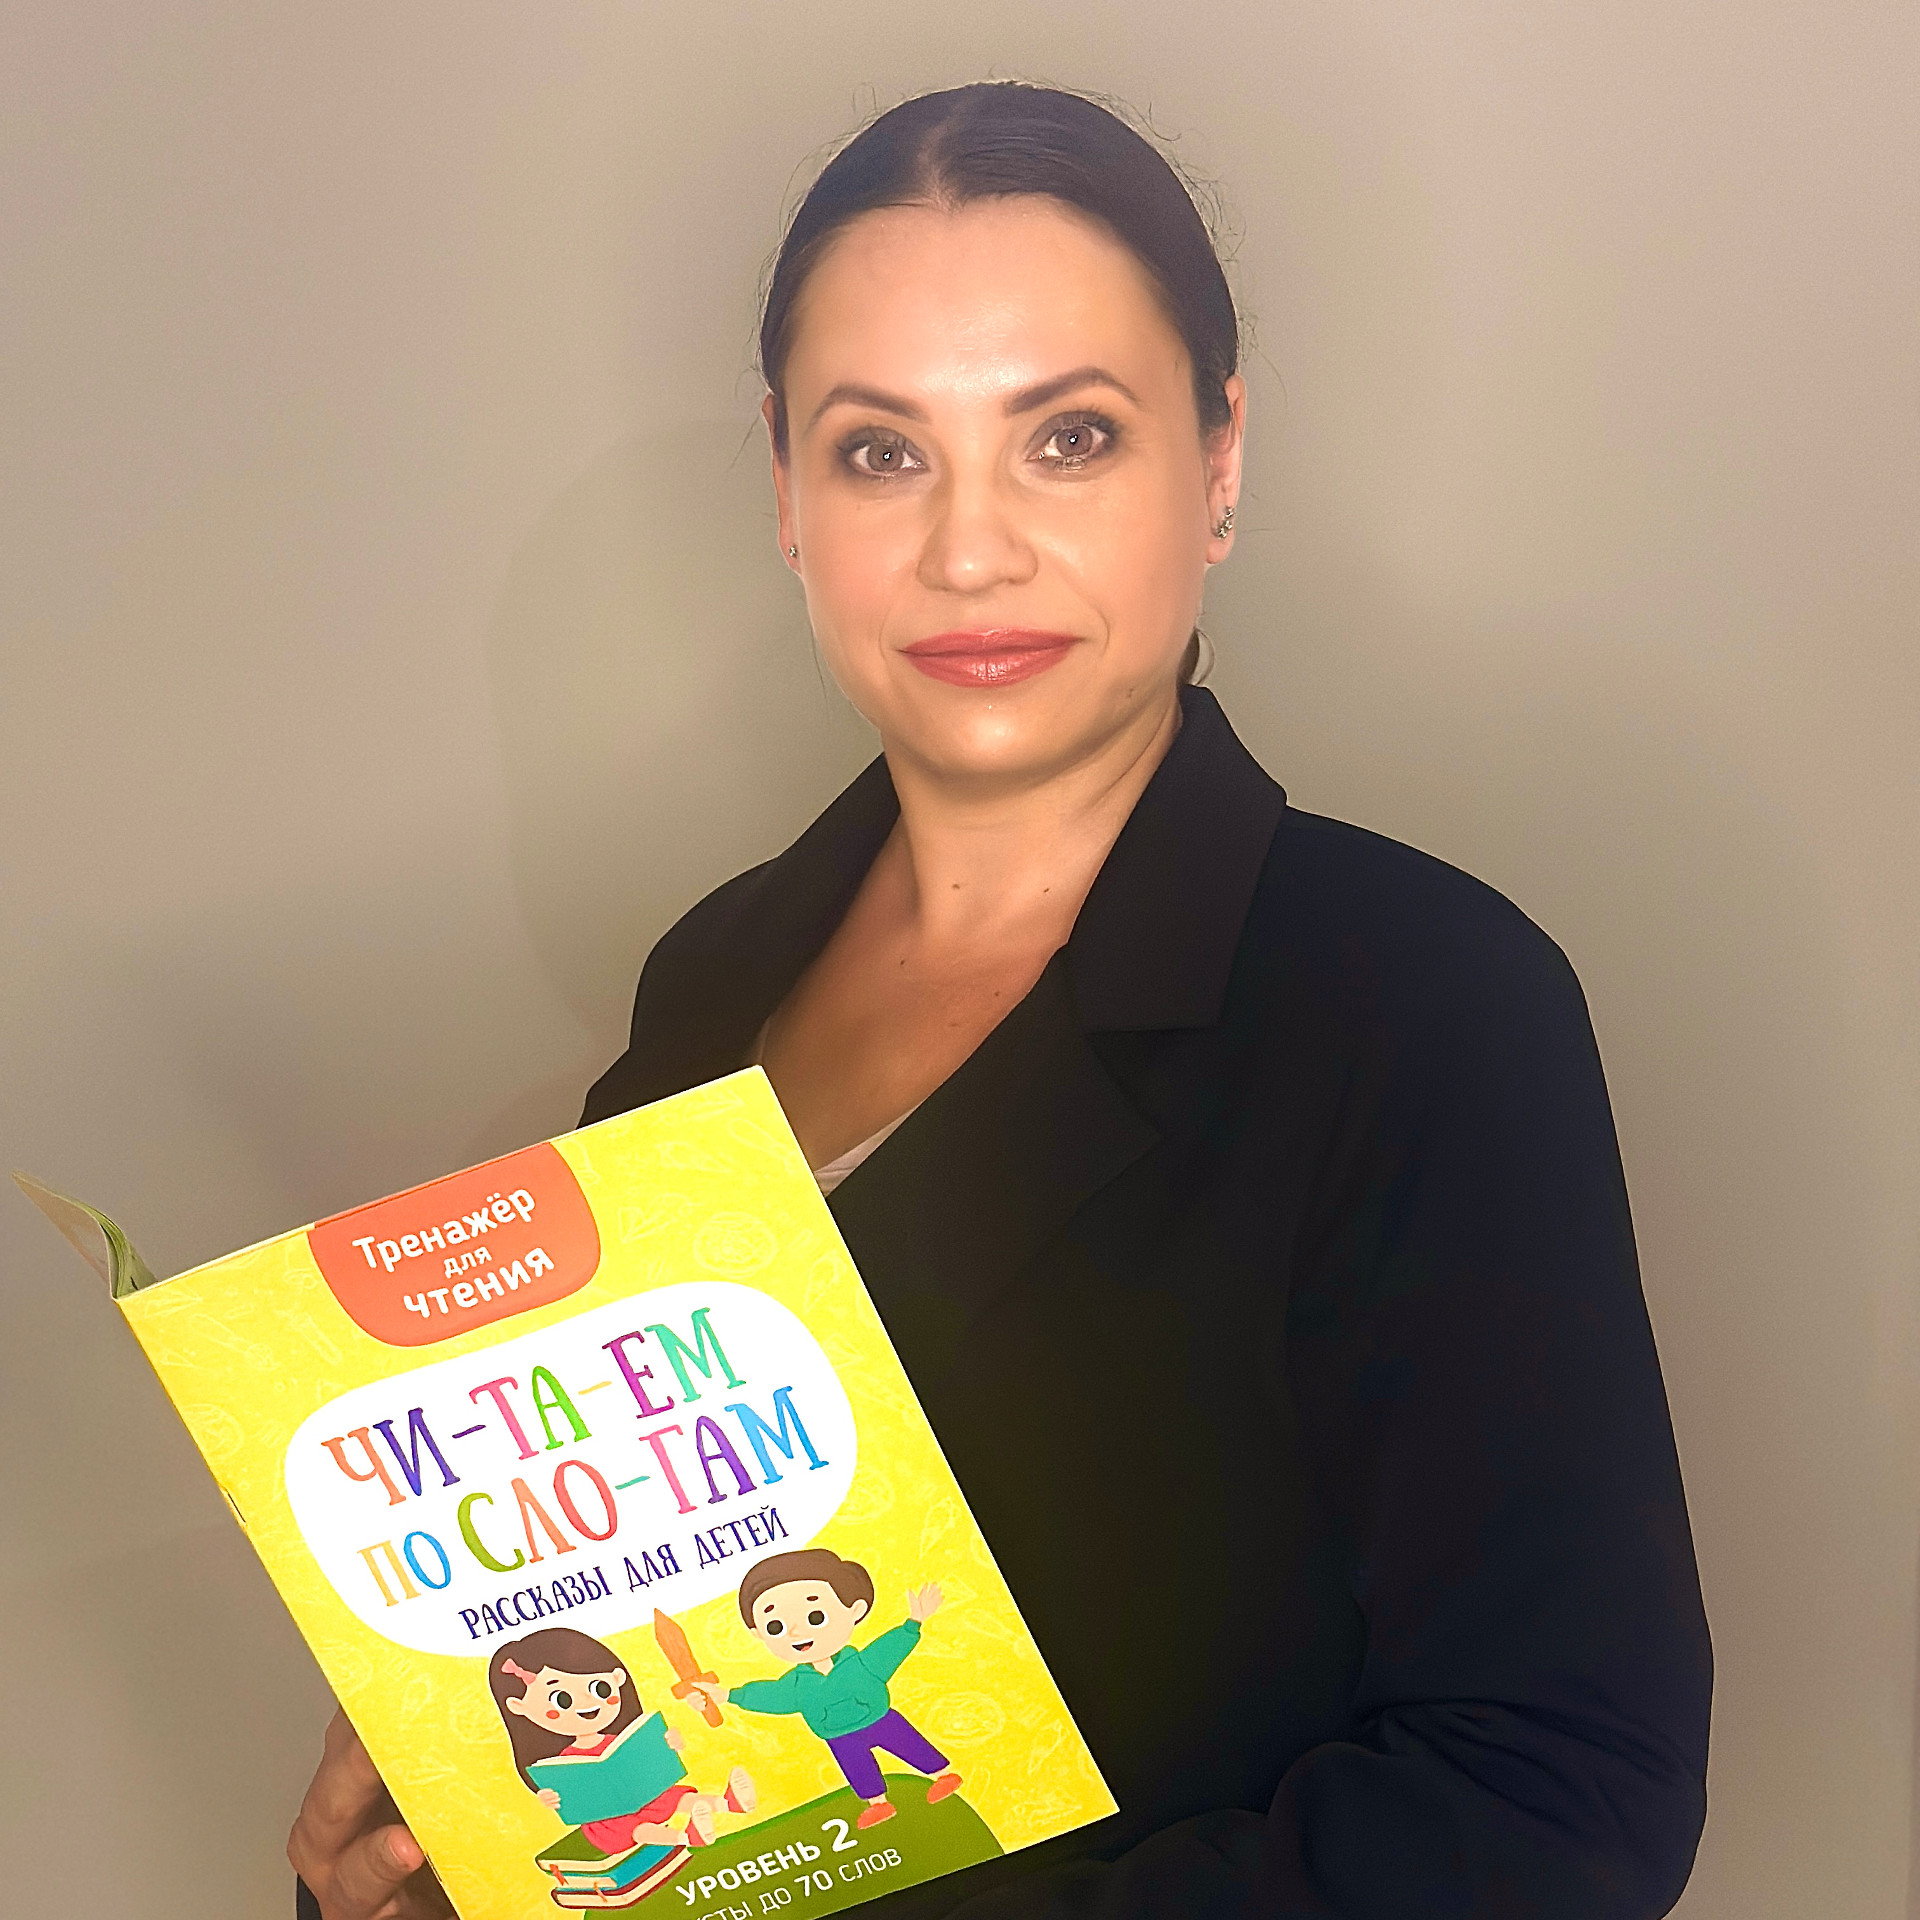 Тренажёр
для
чтения
ЧИ-ТА-ЕМ
ПО СЛО-ГАМ
РАССКАЗЫ ДЛЯ ДЕТЕЙ
УРОВЕНЬ 2
ДО 70 СЛОВ